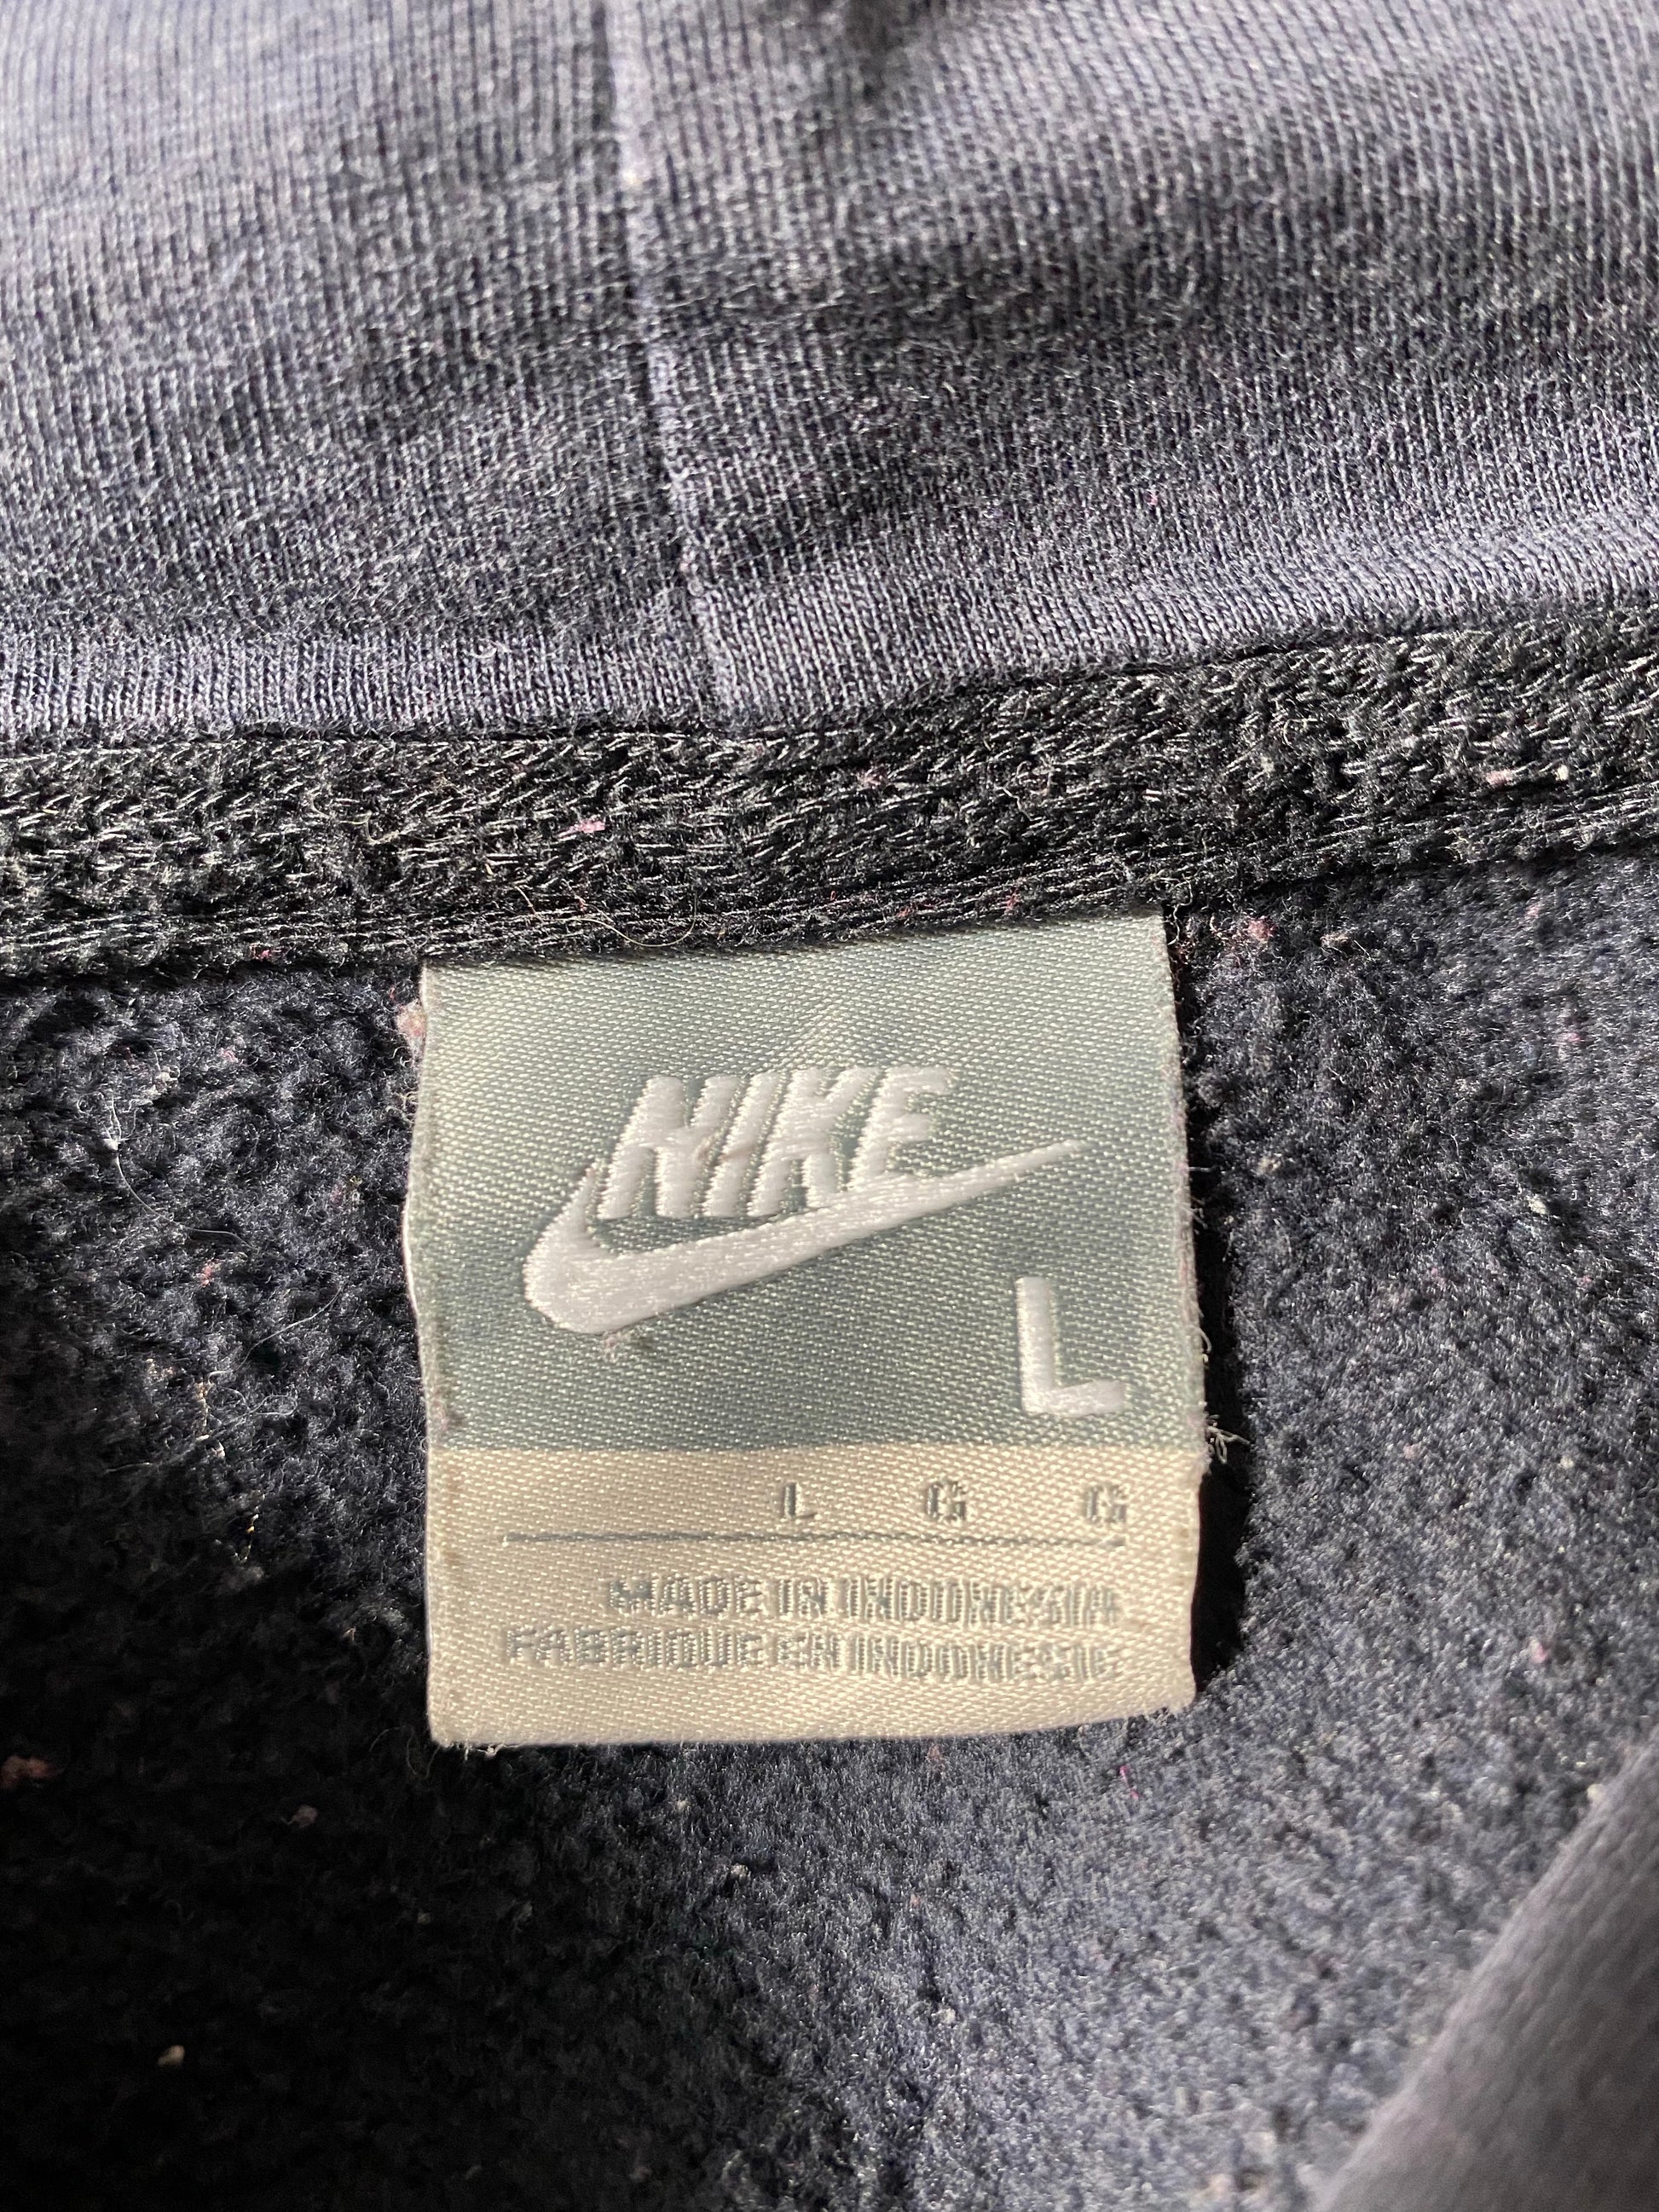 NIKE
L
L G G
MADE IN INDONESIA
FABRIQUE EN INDONESIE